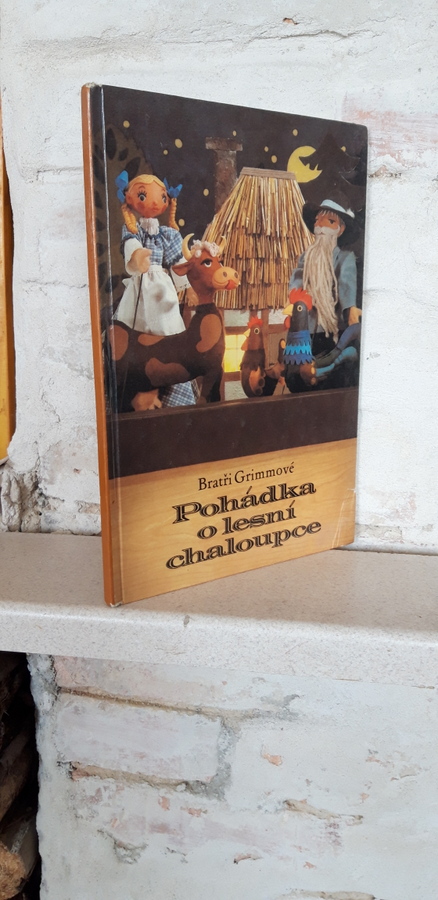 Bratři Grimmové
Pohádka
o lesní
chaloupce